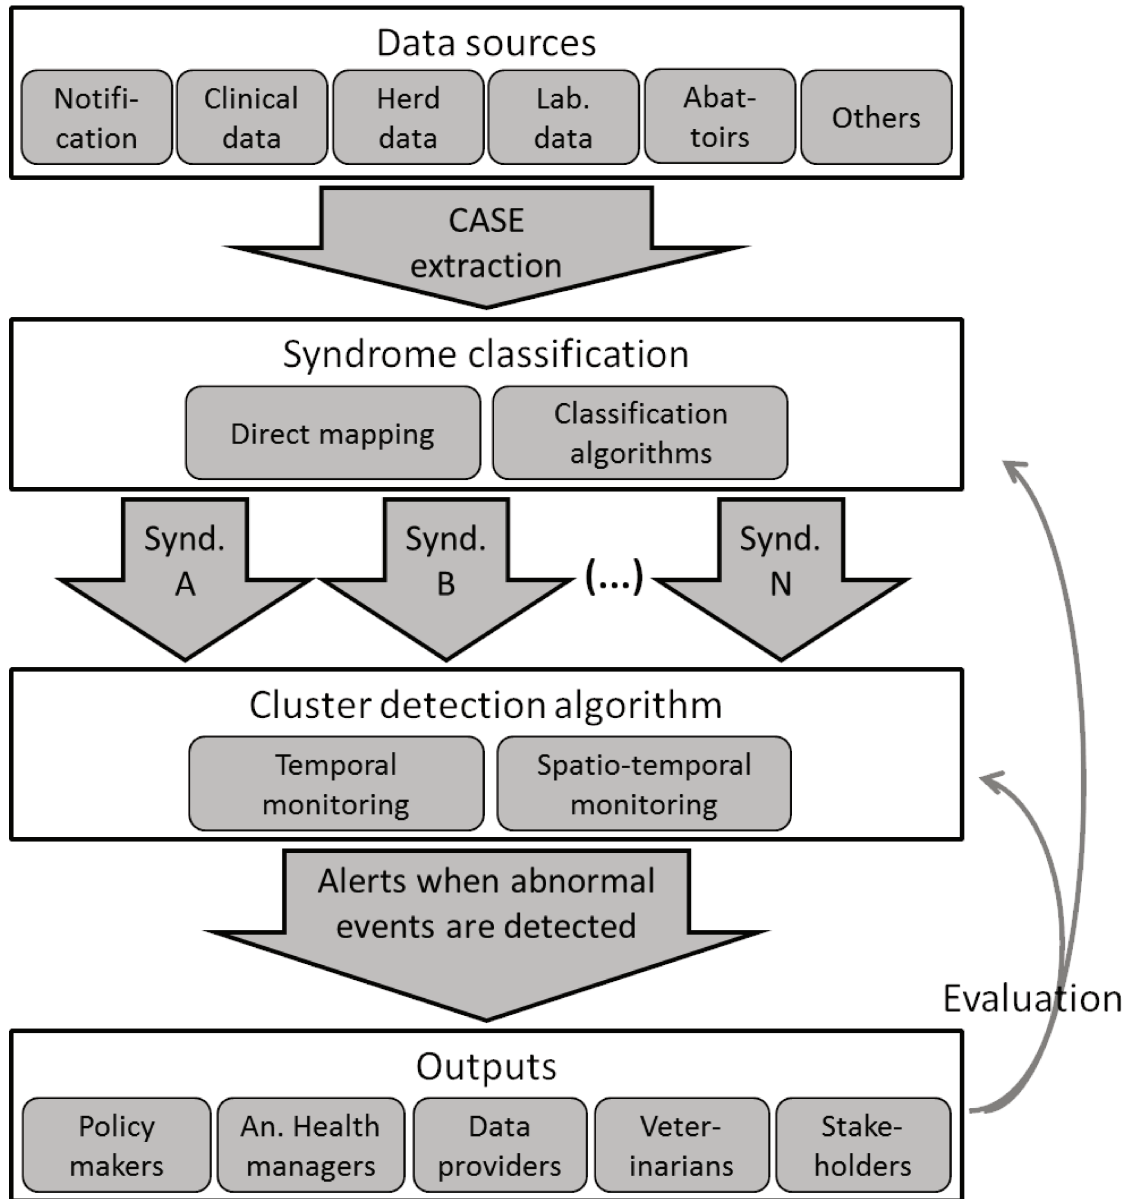 Data sources
Notifi-
cation
Clinical
data
Herd
data
Lab.
data
Abat-
toirs
Others
CASE
extraction
Syndrome classification
Direct mapping
Classification
algorithms
Synd.
A
Synd.
B
(...)
Synd.
N
Cluster detection algorithm
Temporal
monitoring
Spatio-temporal
monitoring
Alerts when abnormal
events are detected
Evaluation
Outputs
Policy
makers
An. Health
managers
Data
providers
Veter-
inarians
Stake-
holders